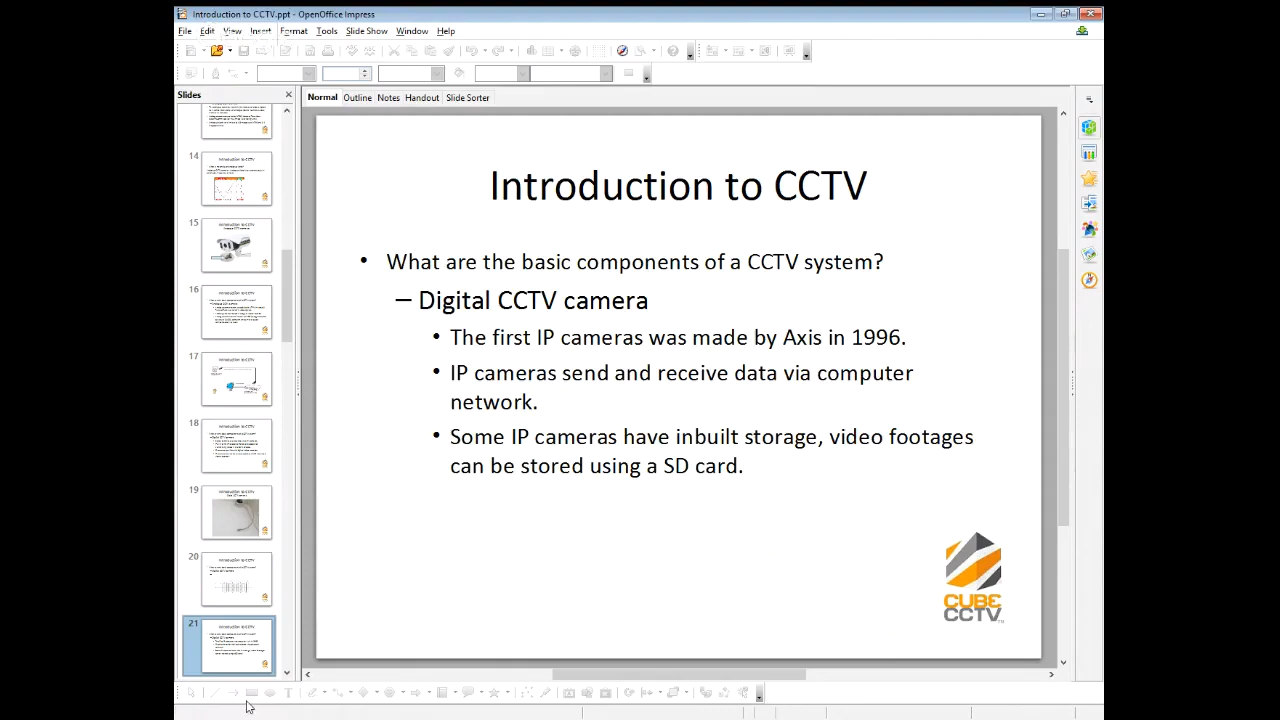 Introduction to CCTV.ppt - OpenOffice Impress
File Edit View Insert Format Tools Slide Show Window Help
Slides
Normal Outline Notes Handout Slide Sorter
14
15
16
17
18
19
20
21
Introduction to CCTV
• What are the basic components of a CCTV system?
– Digital CCTV camera
• The first IP cameras was made by Axis in 1996.
• IP cameras send and receive data via computer
network.
• Some IP cameras have inbuilt storage, video footages
can be stored using a SD card.
CUBE
CCTV